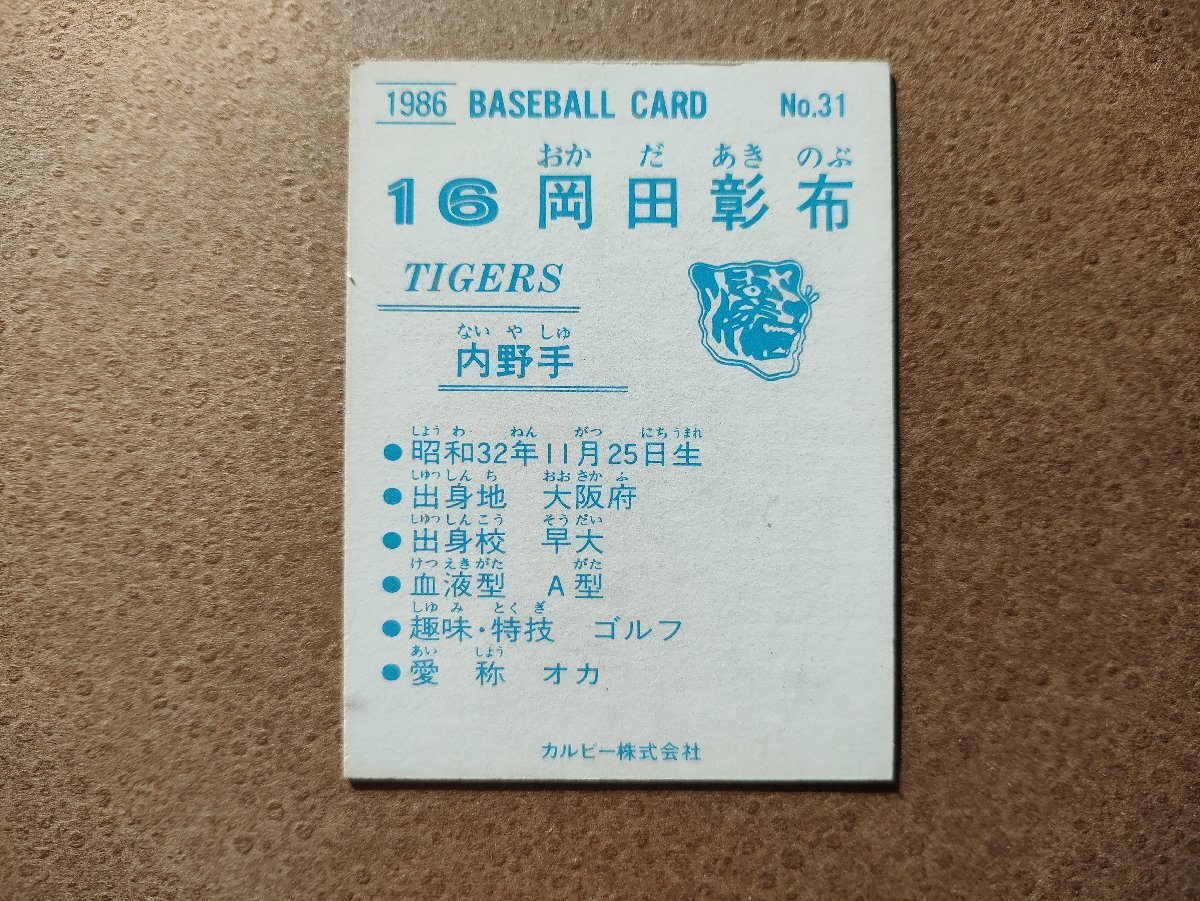 1986 BASEBALL CARD No.31
おか だ あき のぶ
16 岡田彰布
TIGERS
ない や しゅ
内野手
しょう わ ねん がつ にち うまれ
●昭和32年11月25日生
しゅっ しん ち おお さか ふ
●出身地 大阪府
しゅっ しん こう そう だい
●出身校 早大
けつ えき がた がた
●血液型 A型
しゅ み とく ぎ
●趣味・特技 ゴルフ
あい しょう
●愛称 オカ
カルビー株式会社